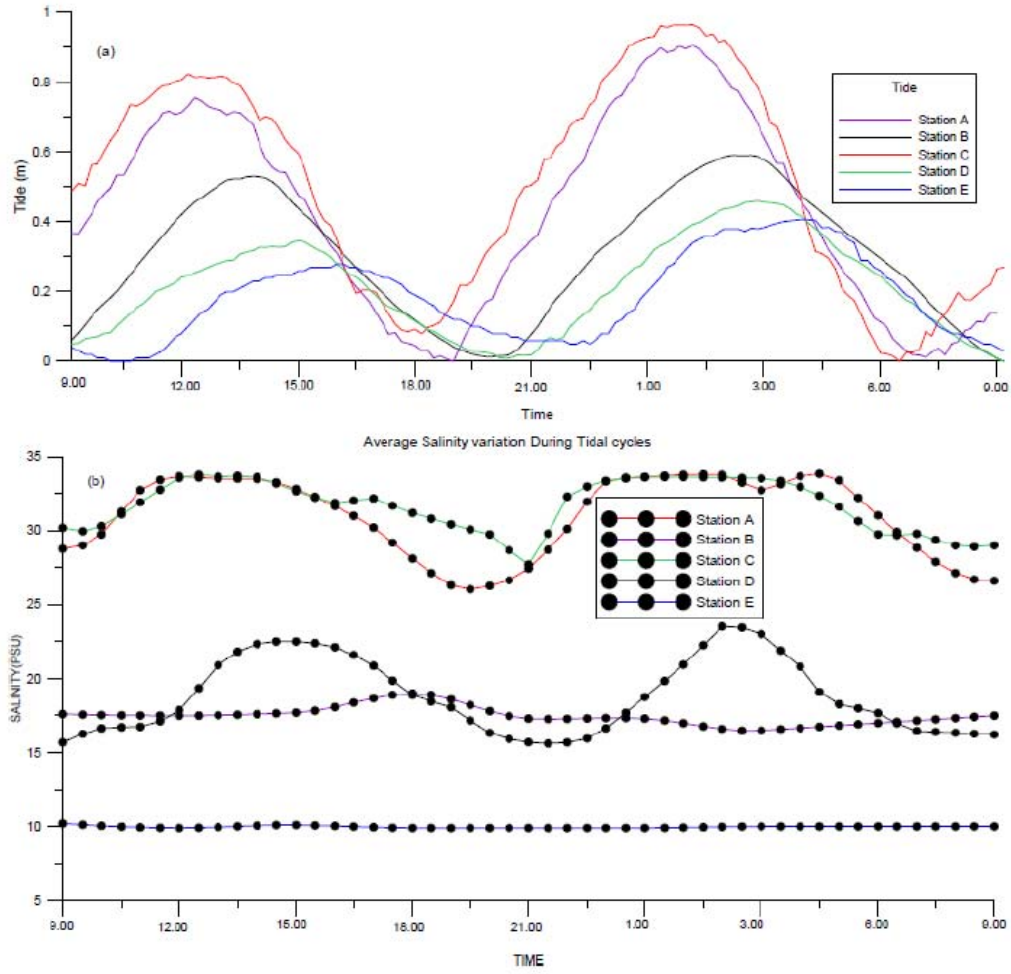 1
(a)
0.8
Tide
Station A
0.6
Station B
Tide (m)
Station C
Station D
0.4
Station E
0.2
0
9.00 12.00 15.00 18.00 21.00 1.00 3.00 6.00 9.00
Time
Average Salinity variation During Tidal cycles
35
(b)
30
Station A
Station B
Station C
25
Station D
Station E
SALINITY(PSU)
20
15
10
5
9.00 12.00 15.00 18.00 21.00 1.00 3.00 6.00 9.00
TIME